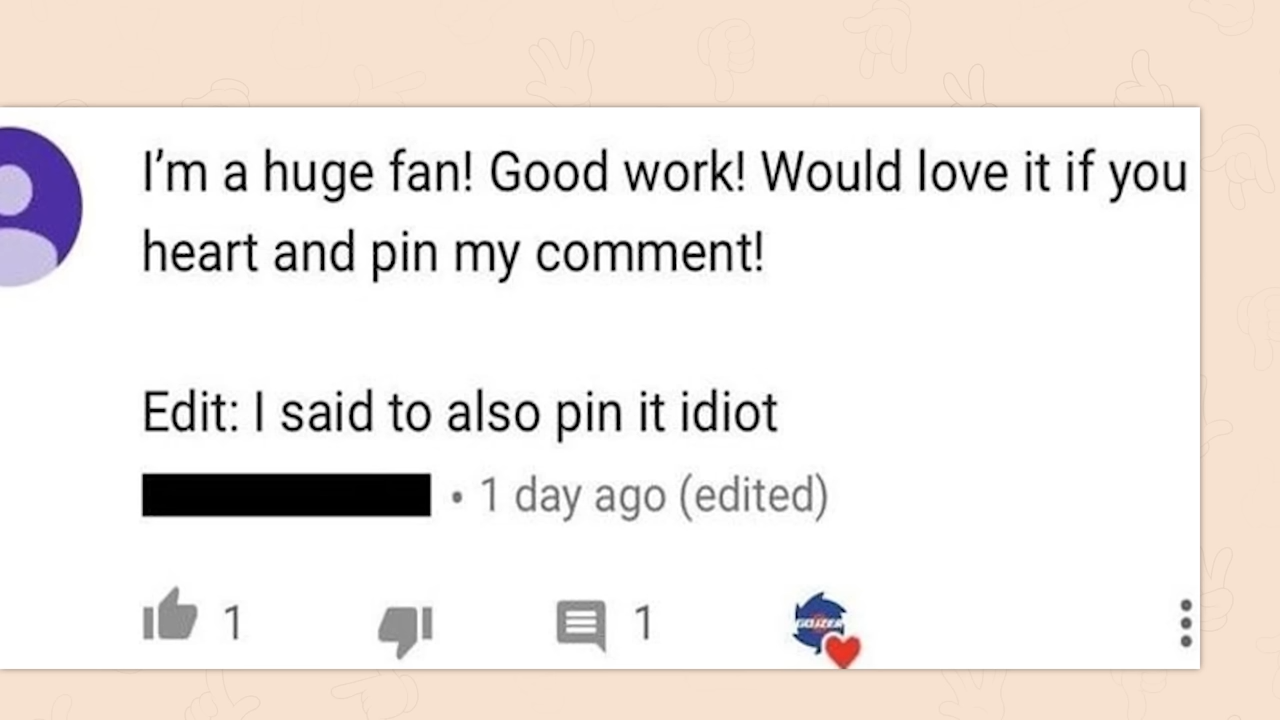 I’m a huge fan! Good work! Would love it if you
heart and pin my comment!
Edit: I said to also pin it idiot
• 1 day ago (edited)
1
1